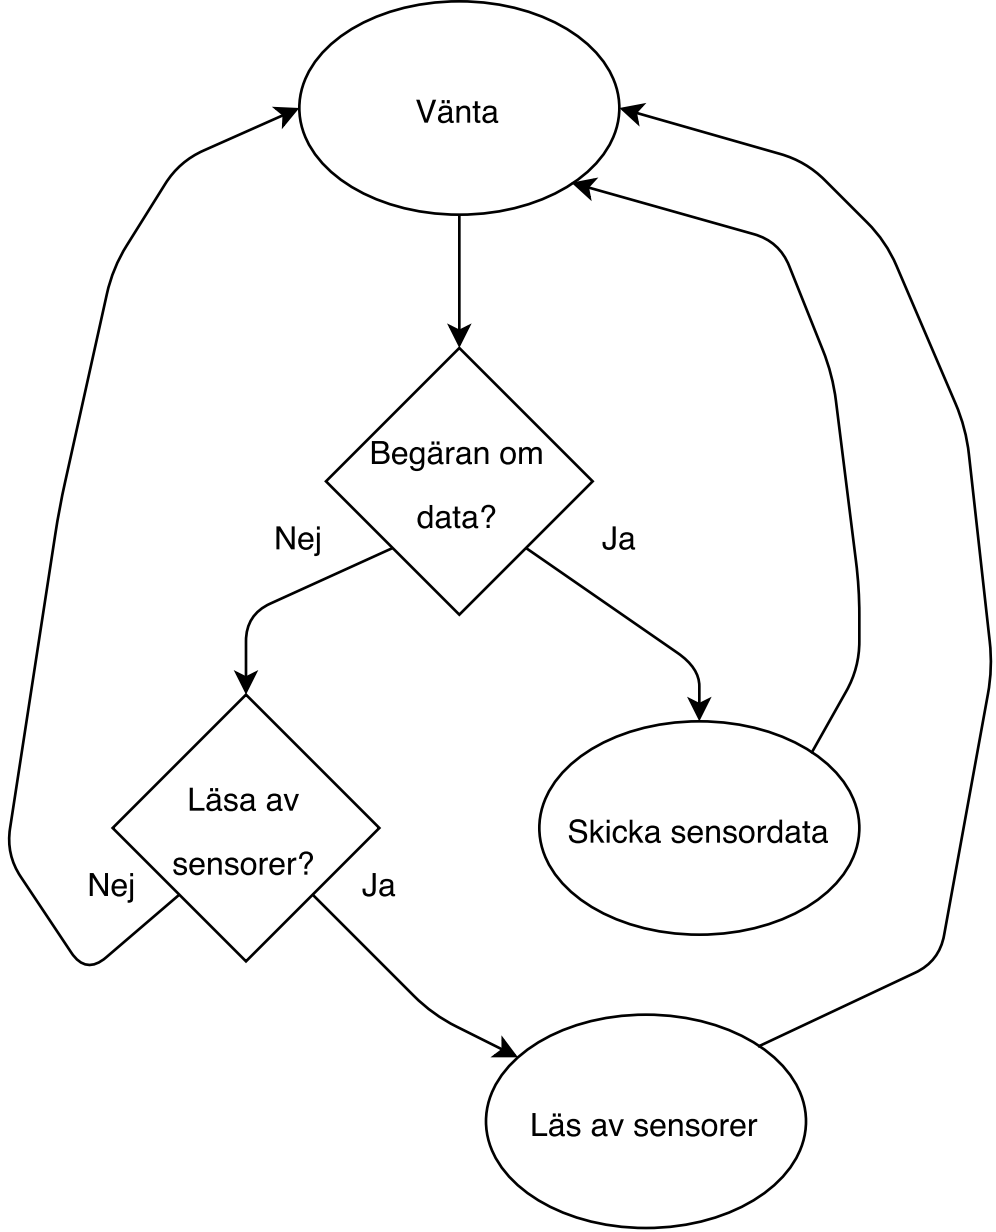 Vänta
Begäran om
data?
Nej
Ja
Läsa av
sensorer?
Nej
Ja
Skicka sensordata
Läs av sensorer